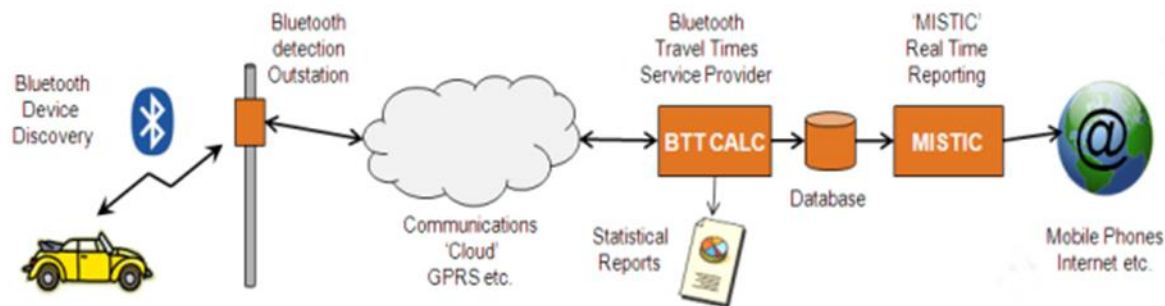 Bluetooth
Device
Discovery
Bluetooth
detection
Outstation
Communications
'Cloud'
GPRS etc.
Bluetooth
Travel Times
Service Provider
BTT CALC
Statistical
Reports
Database
'MISTIC'
Real Time
Reporting
MISTIC
@
Mobile Phones
Internet etc.